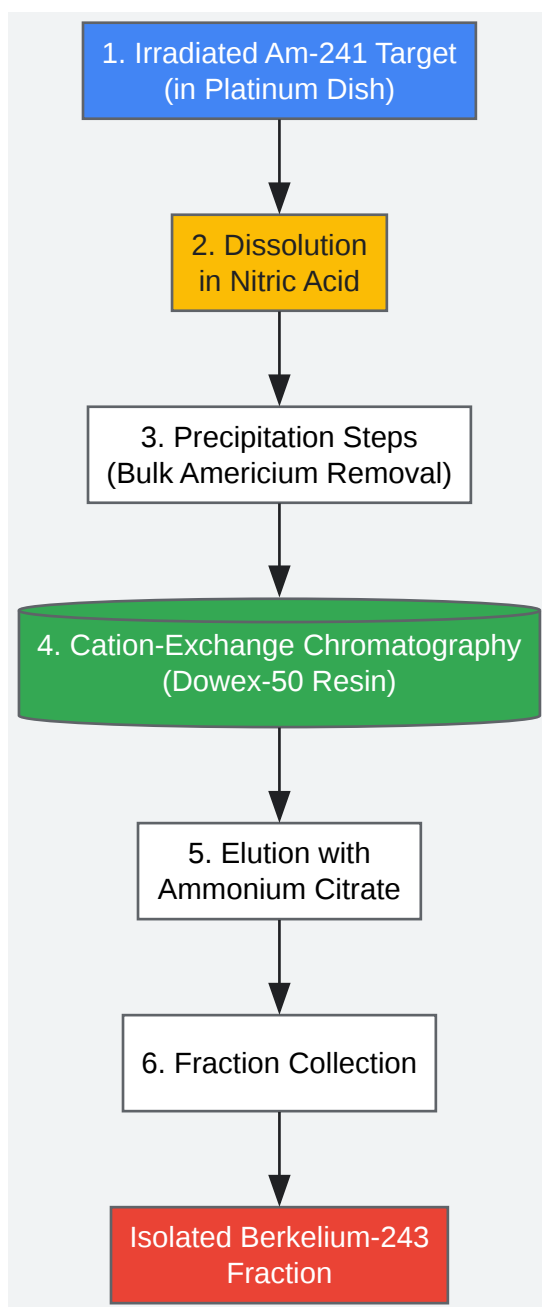 1. Irradiated Am-241 Target
(in Platinum Dish)
2. Dissolution
in Nitric Acid
3. Precipitation Steps
(Bulk Americium Removal)
4. Cation-Exchange Chromatography
(Dowex-50 Resin)
5. Elution with
Ammonium Citrate
6. Fraction Collection
Isolated Berkelium-243
Fraction